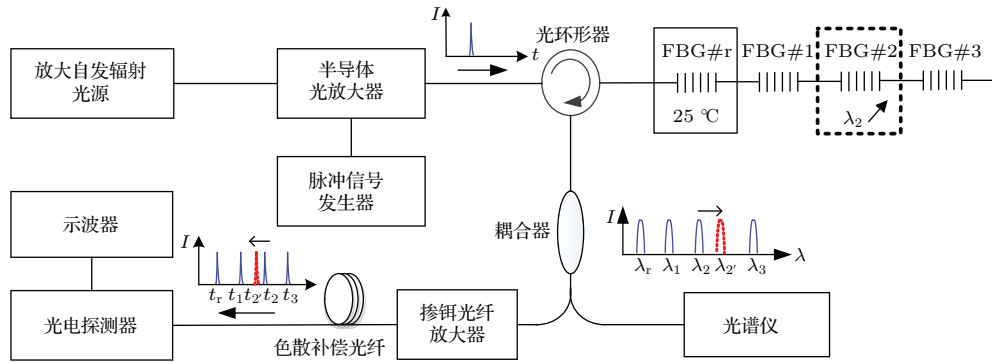 I
t
光环形器
FBG#r
FBG#1
FBG#2
FBG#3
放大自发辐射
光源
半导体
光放大器
25 ℃
λ2
脉冲信号
发生器
示波器
耦合器
I
λr λ1 λ2 λ2′ λ3
λ
I
tr t1 t2′ t2 t3
光电探测器
色散补偿光纤
掺铒光纤
放大器
光谱仪